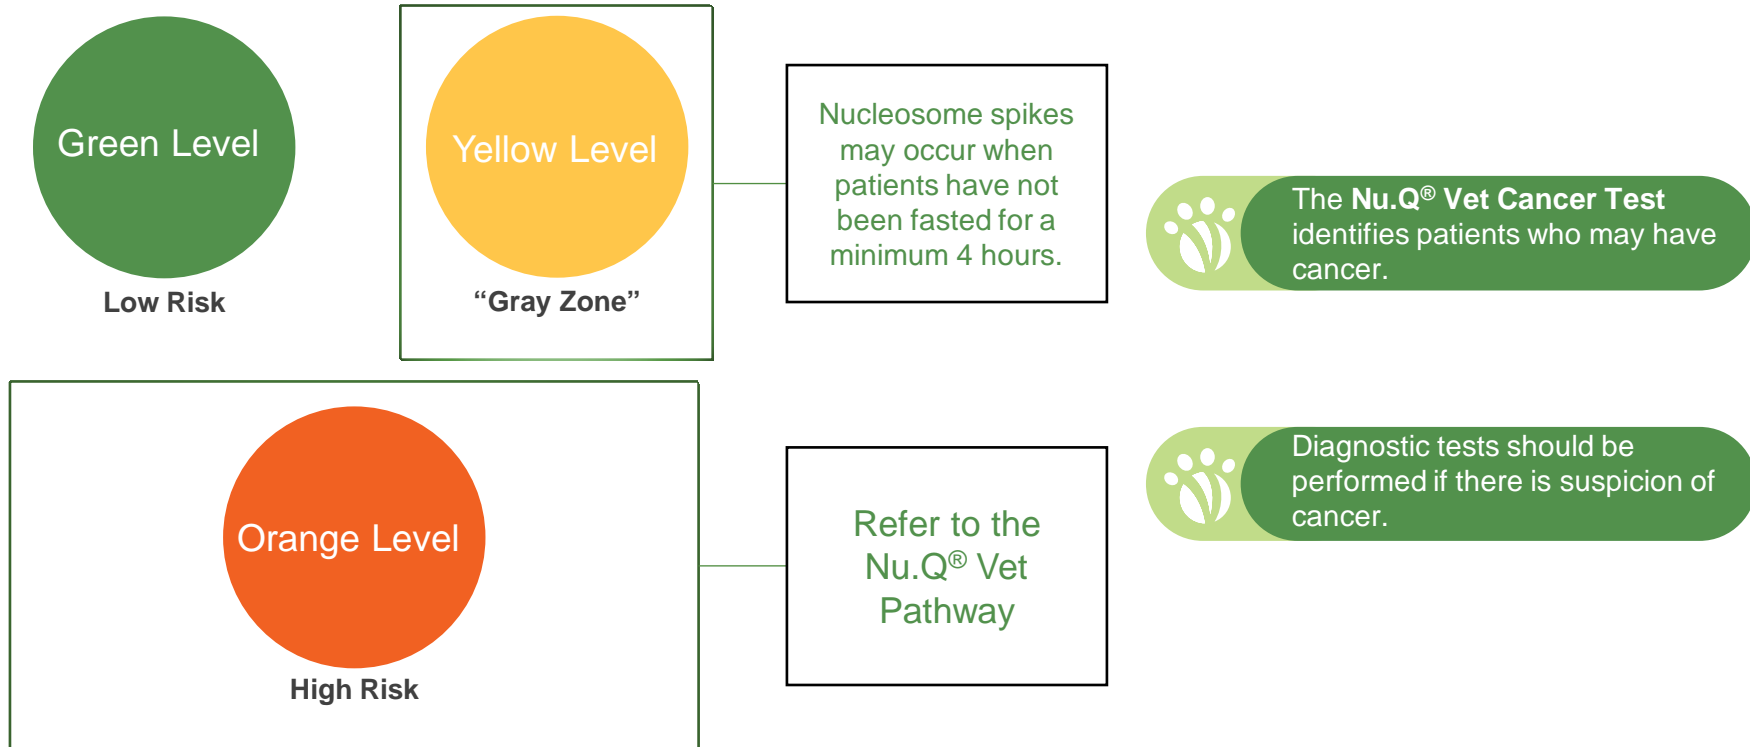 Green Level
Low Risk
Yellow Level
“Gray Zone”
Nucleosome spikes
may occur when
patients have not
been fasted for a
minimum 4 hours.
The Nu.Q® Vet Cancer Test
identifies patients who may have
cancer.
Orange Level
High Risk
Refer to the
Nu.Q® Vet
Pathway
Diagnostic tests should be
performed if there is suspicion of
cancer.